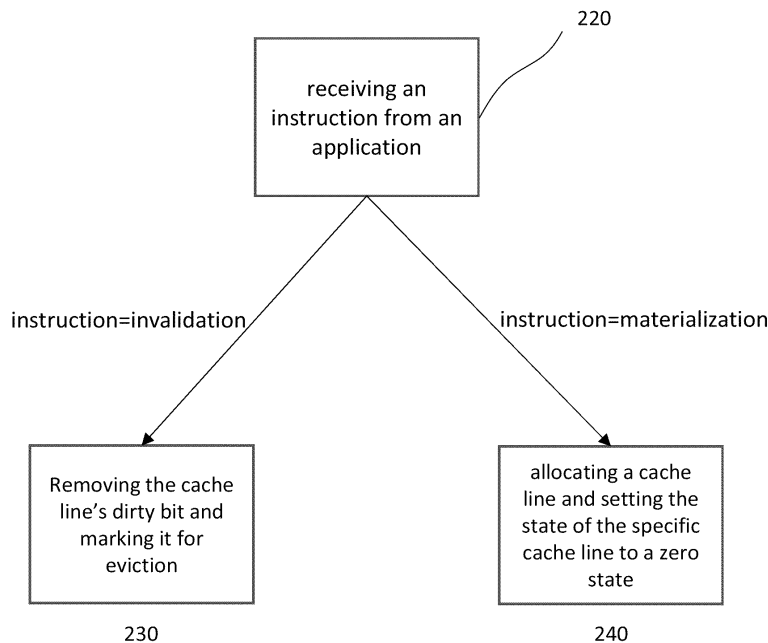 220
receiving an
instruction from an
application
instruction=invalidation
instruction=materialization
Removing the cache
line’s dirty bit and
marking it for
eviction
allocating a cache
line and setting the
state of the specific
cache line to a zero
state
230
240